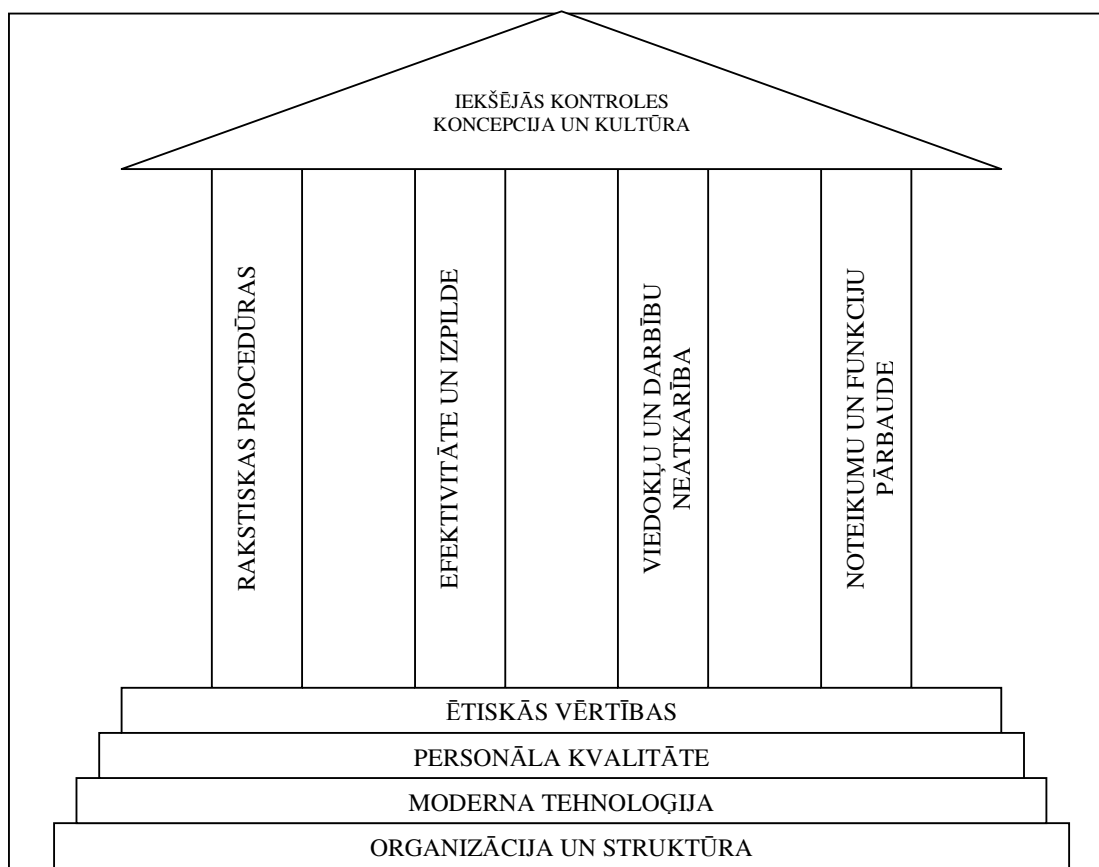 IEKŠĒJĀS KONTROLES
KONCEPCIJA UN KULTŪRA
RAKSTISKAS PROCEDŪRAS
EFEKTIVITĀTE UN IZPILDE
VIEDOKĻU UN DARBĪBU
NEATKARĪBA
NOTEIKUMU UN FUNKCIJU
PĀRBAUDE
ĒTISKĀS VĒRTĪBAS
PERSONĀLA KVALITĀTE
MODERNA TEHNOLOĢIJA
ORGANIZĀCIJA UN STRUKTŪRA